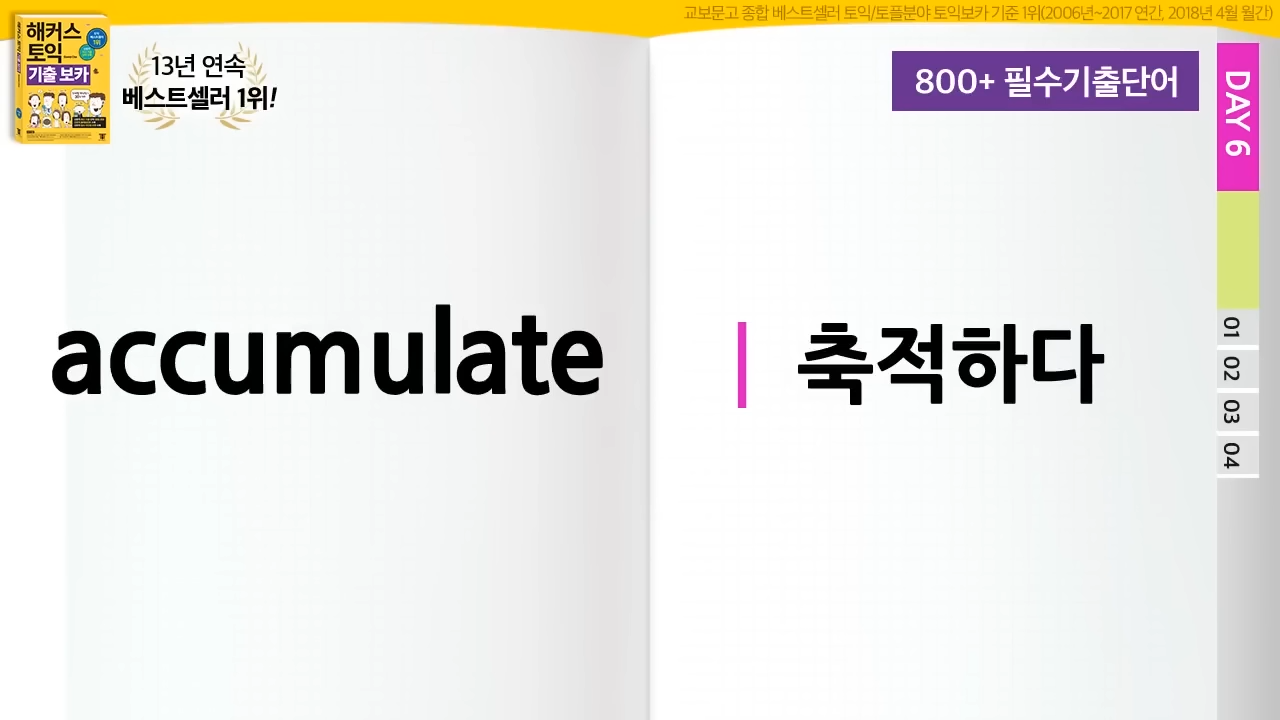 교보문고 종합 베스트셀러 토익/토플분야 토익보카 기준 1위(2006년~2017 연간, 2018년 4월 월간)
해커스
토익
기출 보카
13년 연속
베스트셀러 1위!
800+ 필수기출단어
DAY 6
accumulate
축적하다
01
02
03
04